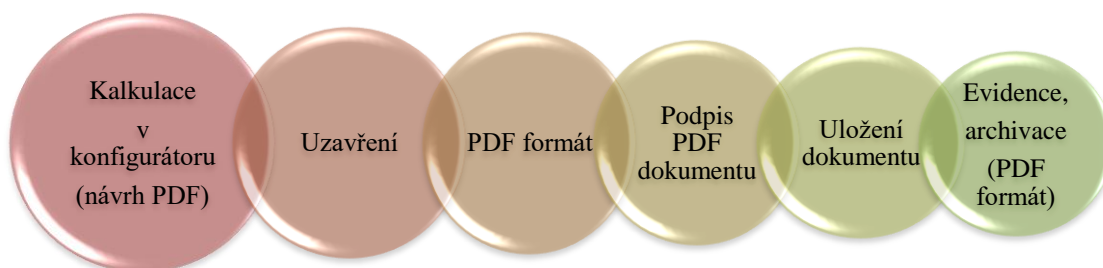 Kalkulace
v
konfigurátoru
(návrh PDF)
Uzavření
PDF formát
Podpis
PDF
dokumentu
Uložení
dokumentu
Evidence,
archivace
(PDF
formát)